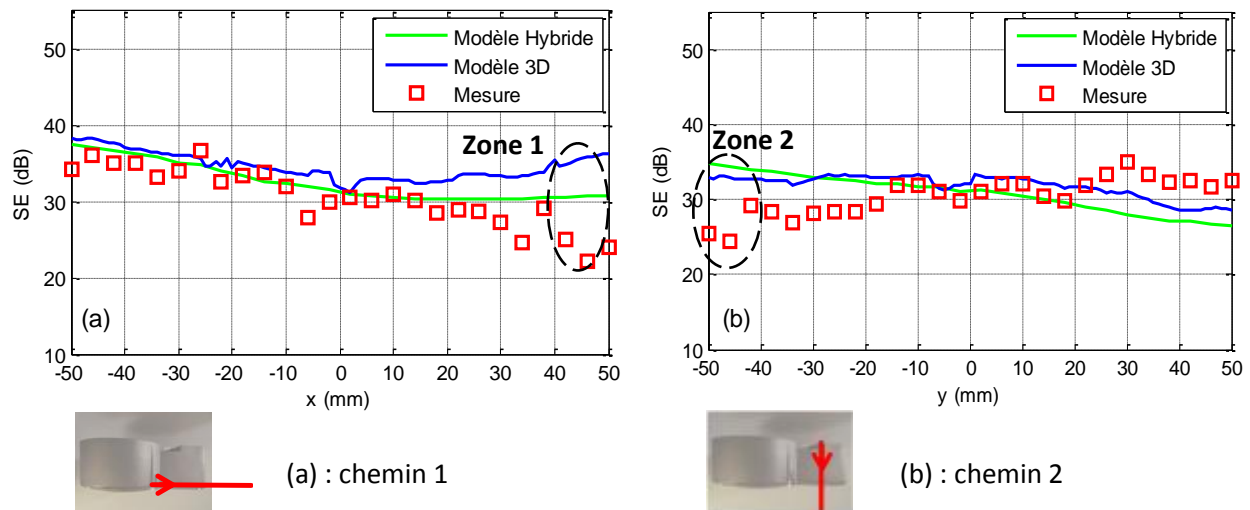 50
40
30
20
10
SE (dB)
Modèle Hybride
Modèle 3D
Mesure
Zone 1
(a)
-50 -40 -30 -20 -10 0 10 20 30 40 50
x (mm)
50
40
30
20
10
SE (dB)
Modèle Hybride
Modèle 3D
Mesure
Zone 2
(b)
-50 -40 -30 -20 -10 0 10 20 30 40 50
y (mm)
(a) : chemin 1
(b) : chemin 2